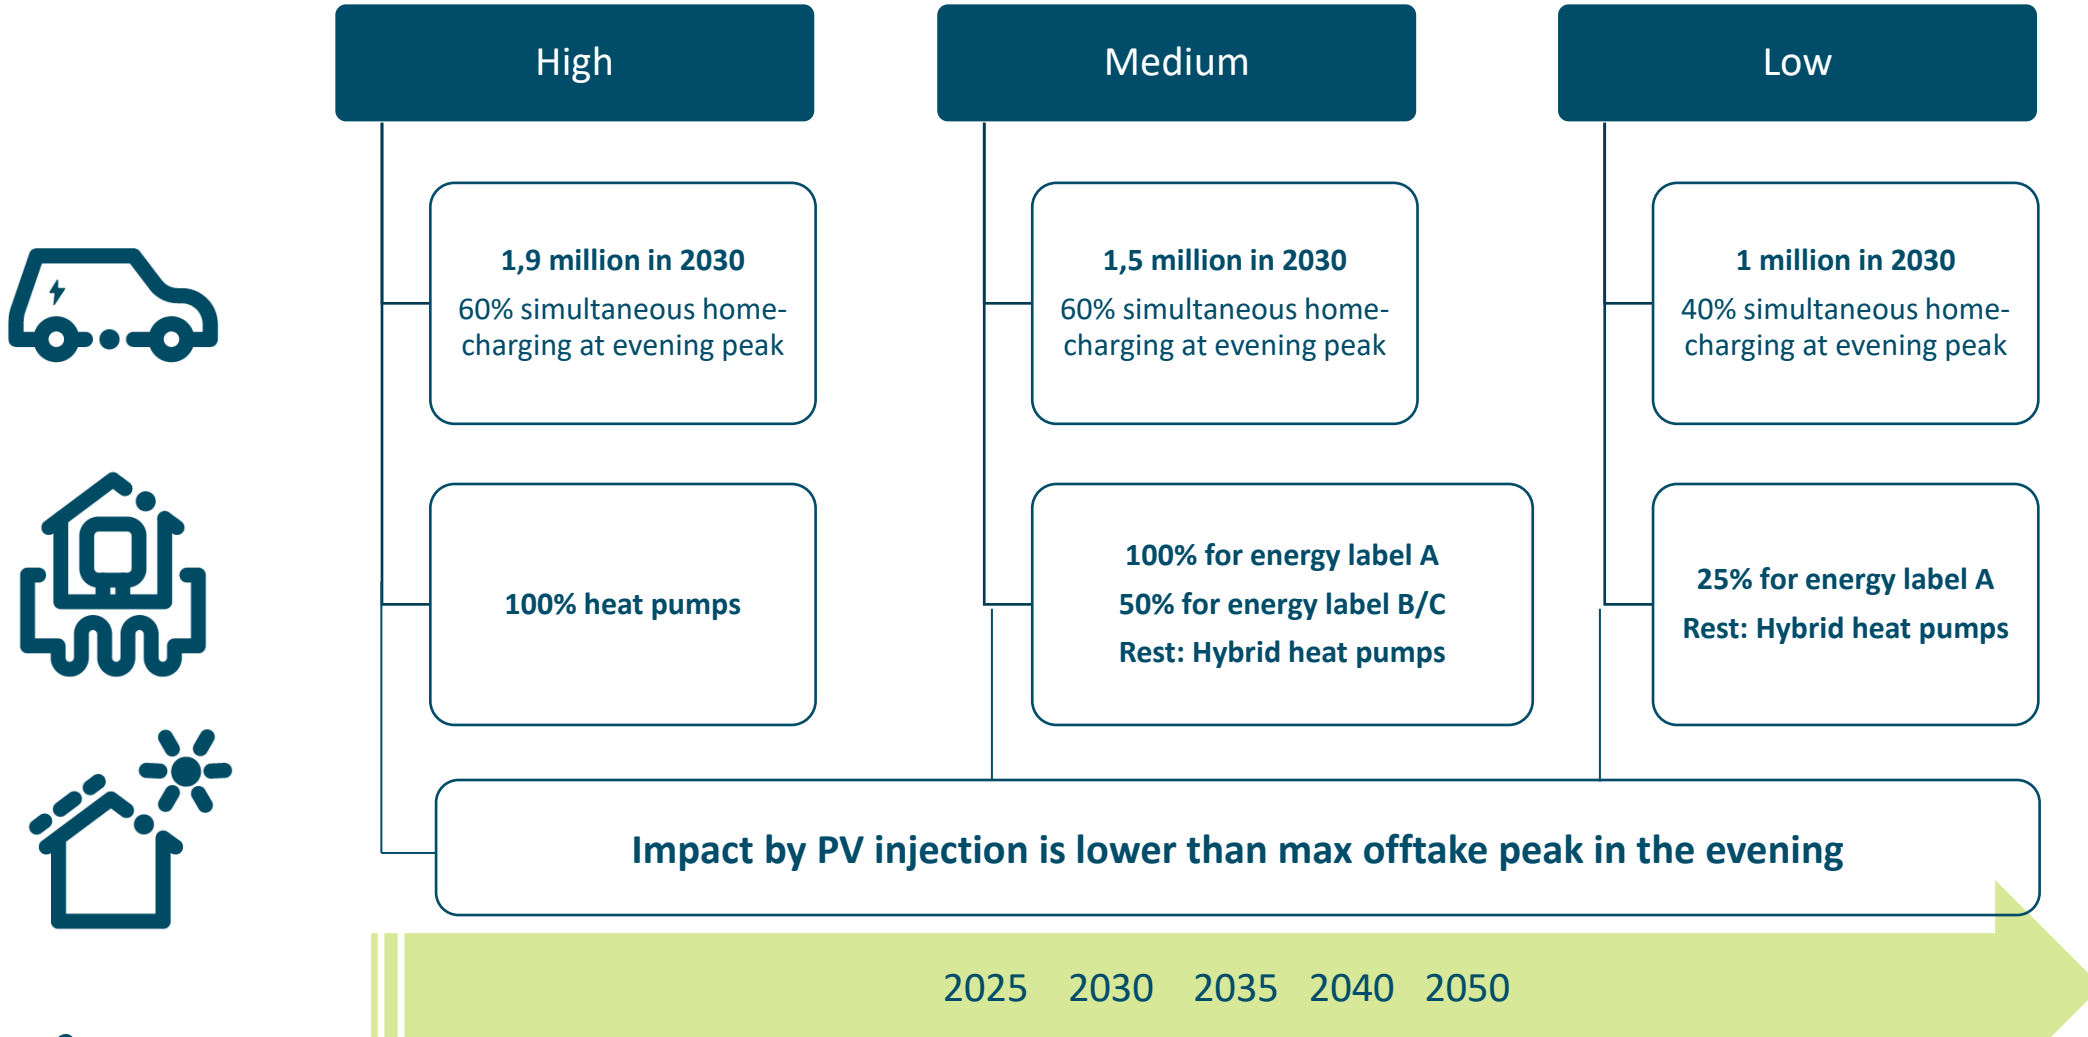 High
Medium
Low
1,9 million in 2030
60% simultaneous home-
charging at evening peak
1,5 million in 2030
60% simultaneous home-
charging at evening peak
1 million in 2030
40% simultaneous home-
charging at evening peak
100% heat pumps
100% for energy label A
50% for energy label B/C
Rest: Hybrid heat pumps
25% for energy label A
Rest: Hybrid heat pumps
Impact by PV injection is lower than max offtake peak in the evening
2025 2030 2035 2040 2050